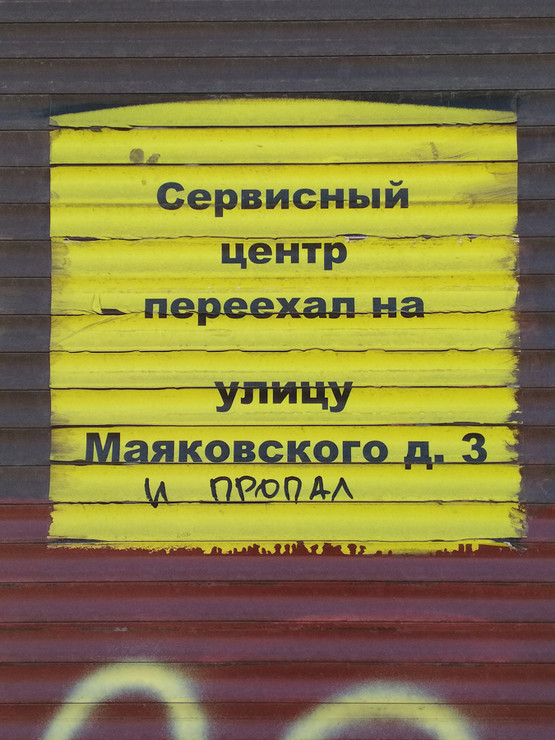 Сервисный
центр
переехал на
улицу
Маяковского д. 3
и пропал